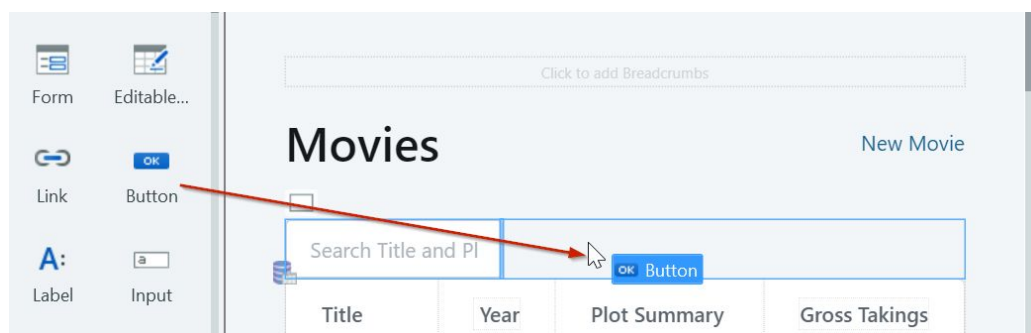 Form
Editable...
Click to add Breadcrumbs
Movies
New Movie
OK
Link
Button
Search Title and Pl
OK Button
A:
a
Label
Input
Title
Year
Plot Summary
Gross Takings